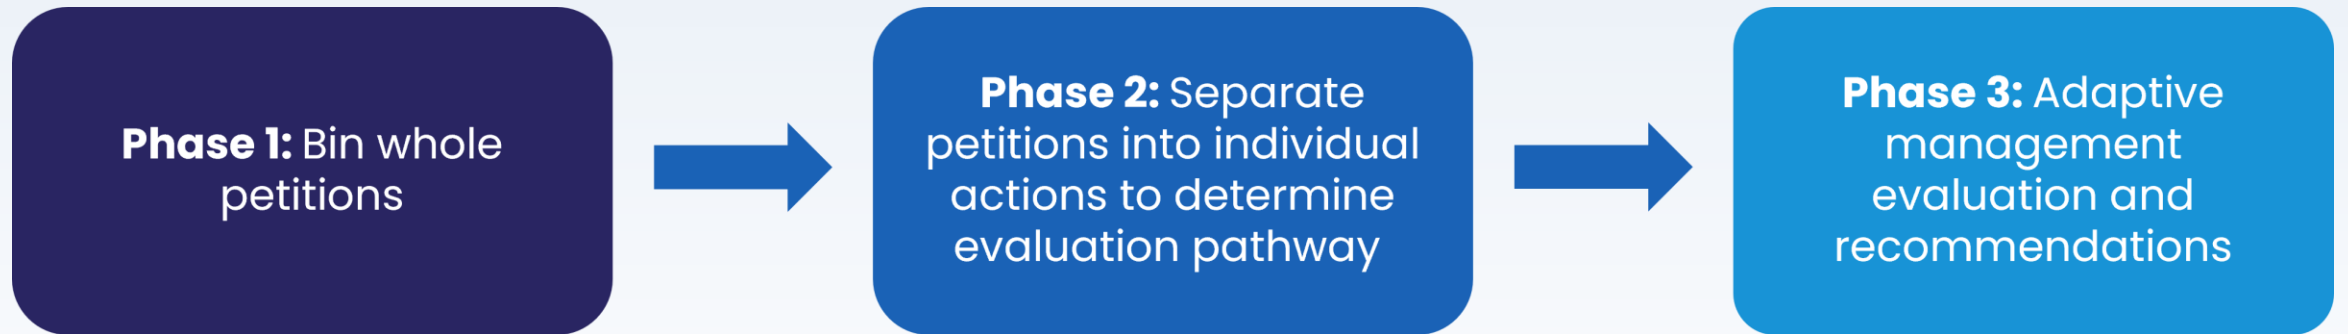 Phase 1: Bin whole
petitions
Phase 2: Separate
petitions into individual
actions to determine
evaluation pathway
Phase 3: Adaptive
management
evaluation and
recommendations